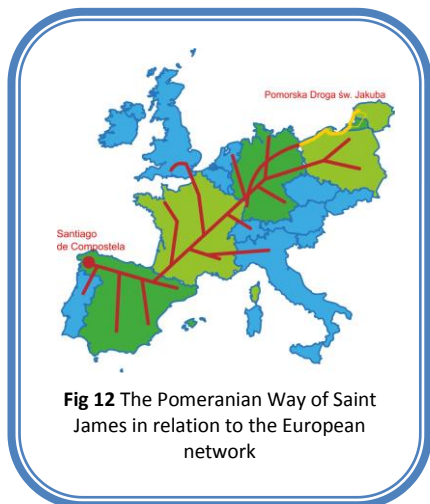 Pomorska Droga św. Jakuba
Santiago
de Compostela
Fig 12 The Pomeranian Way of Saint
James in relation to the European
network